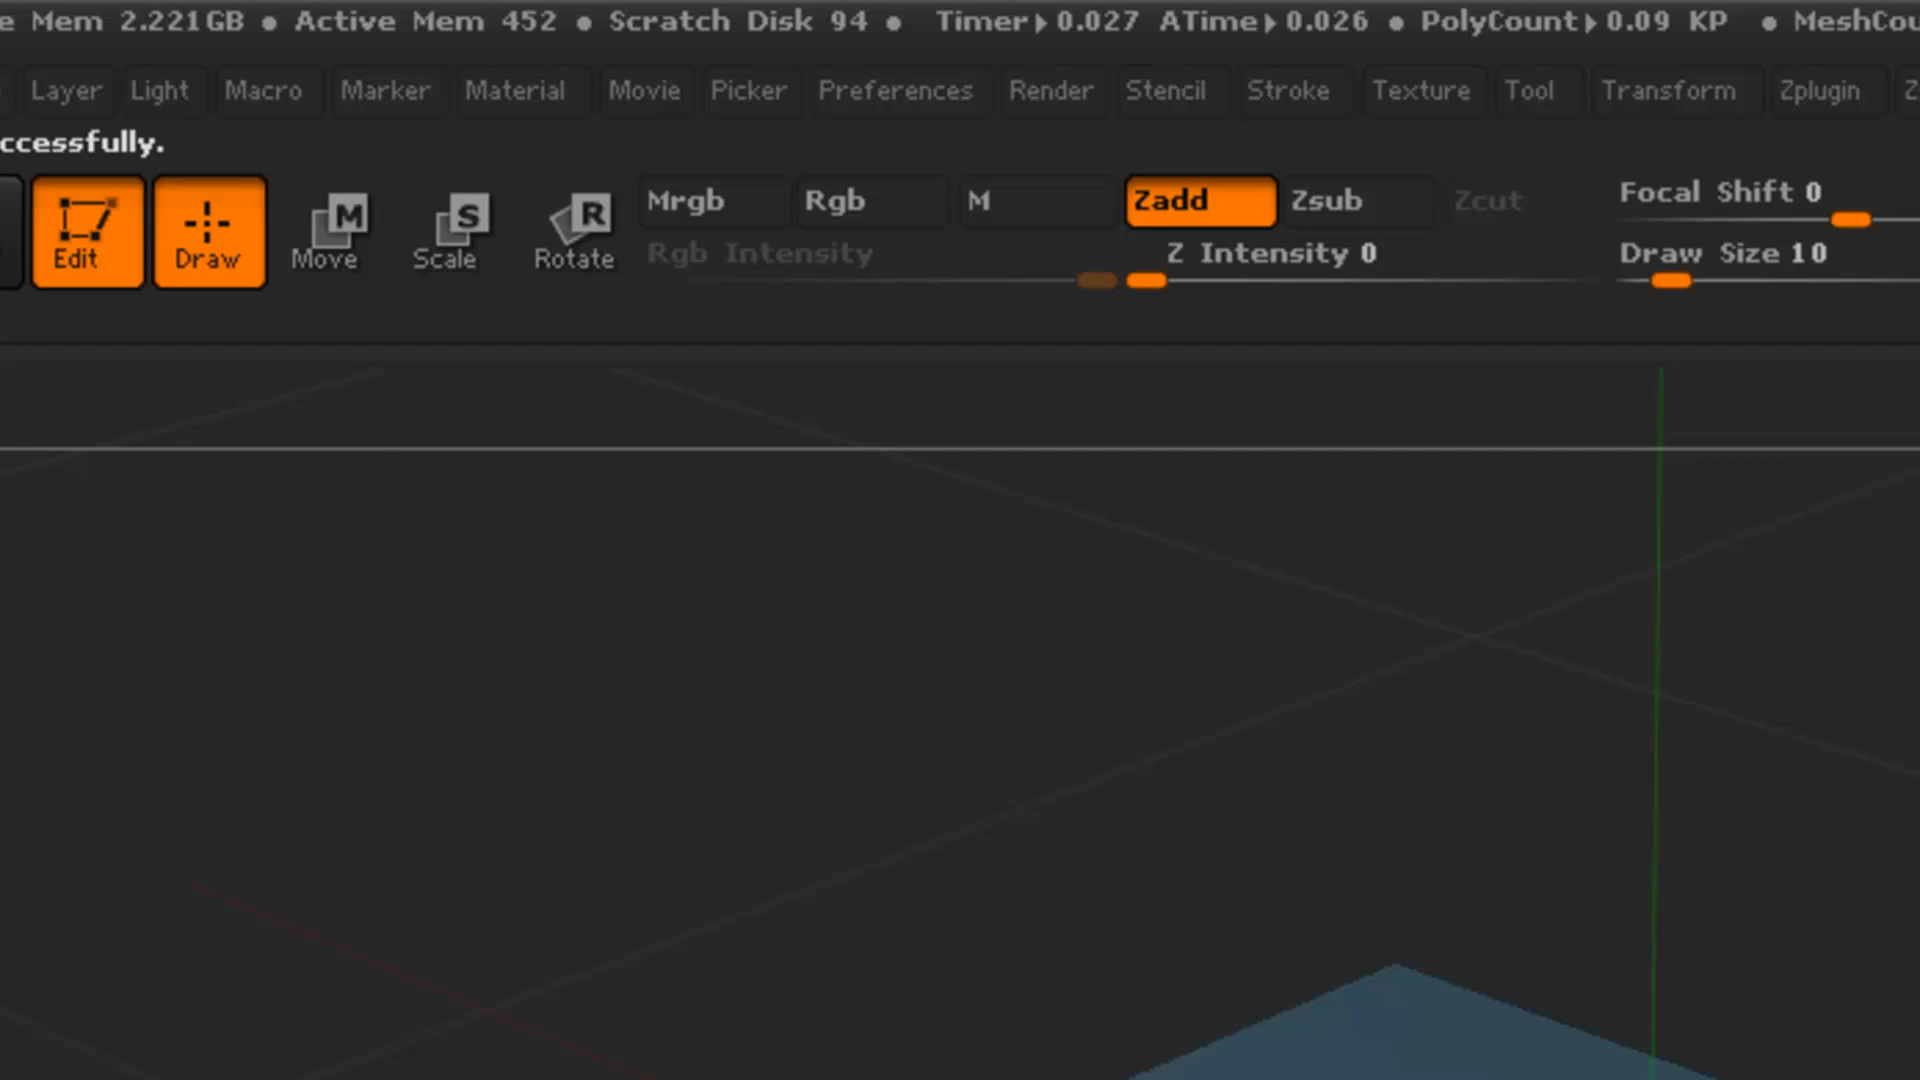 e Mem 2.221GB ● Active Mem 452 ● Scratch Disk 94 ● Timer▸0.027 ATime▸0.026 ● PolyCount▸0.09 KP ● MeshCou
Layer Light Macro Marker Material Movie Picker Preferences Render Stencil Stroke Texture Tool Transform Zplugin Z
ccessfully.
Edit Draw Move Scale Rotate
M S R
Mrgb Rgb M Zadd Zsub Zcut
Rgb Intensity Z Intensity 0
Focal Shift 0
Draw Size 10